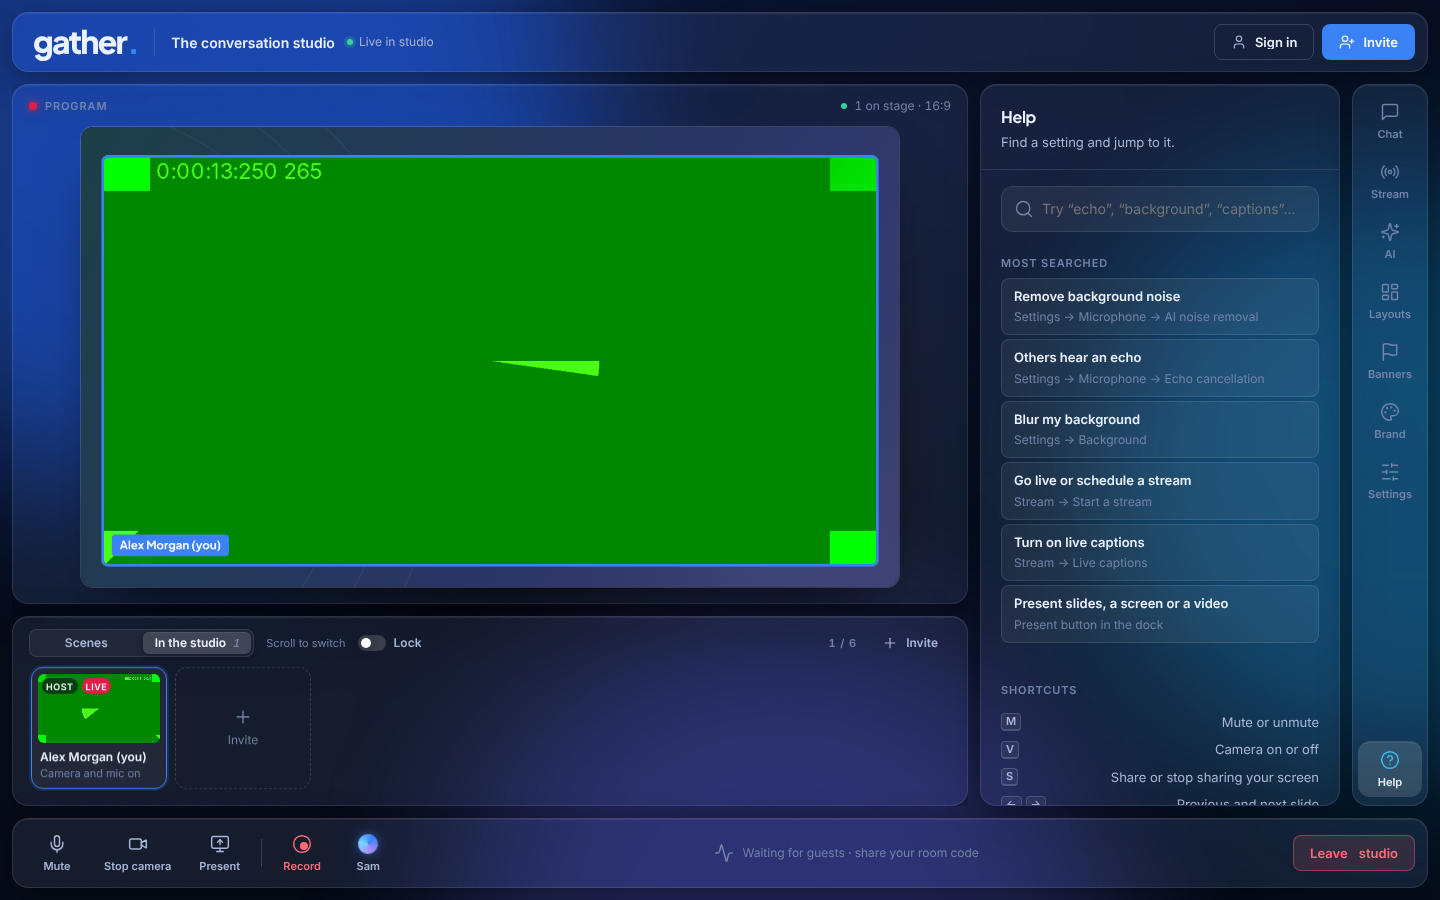 gather.
The conversation studio
Live in studio
Sign in
Invite
PROGRAM
1 on stage · 16:9
0:00:13:250 265
Alex Morgan (you)
Scenes
In the studio 1
Scroll to switch
Lock
1 / 6
Invite
HOST
LIVE
Alex Morgan (you)
Camera and mic on
Invite
Help
Find a setting and jump to it.
Try “echo”, “background”, “captions”...
MOST SEARCHED
Remove background noise
Settings → Microphone → AI noise removal
Others hear an echo
Settings → Microphone → Echo cancellation
Blur my background
Settings → Background
Go live or schedule a stream
Stream → Start a stream
Turn on live captions
Stream → Live captions
Present slides, a screen or a video
Present button in the dock
SHORTCUTS
M Mute or unmute
V Camera on or off
S Share or stop sharing your screen
← → Previous and next slide
Chat
Stream
AI
Layouts
Banners
Brand
Settings
Help
Mute
Stop camera
Present
Record
Sam
Waiting for guests · share your room code
Leave studio